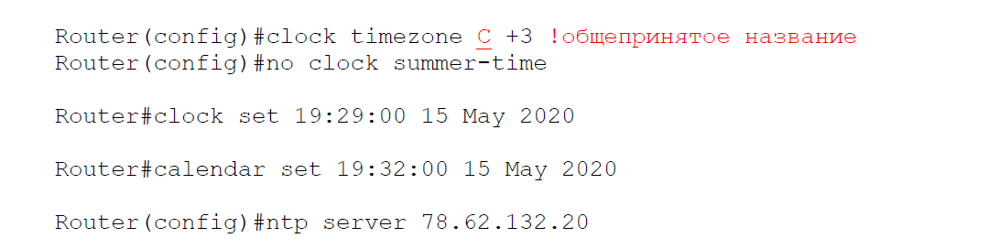 Router(config)#clock timezone C +3 !общепринятое название
Router(config)#no clock summer-time
Router#clock set 19:29:00 15 May 2020
Router#calendar set 19:32:00 15 May 2020
Router(config)#ntp server 78.62.132.20